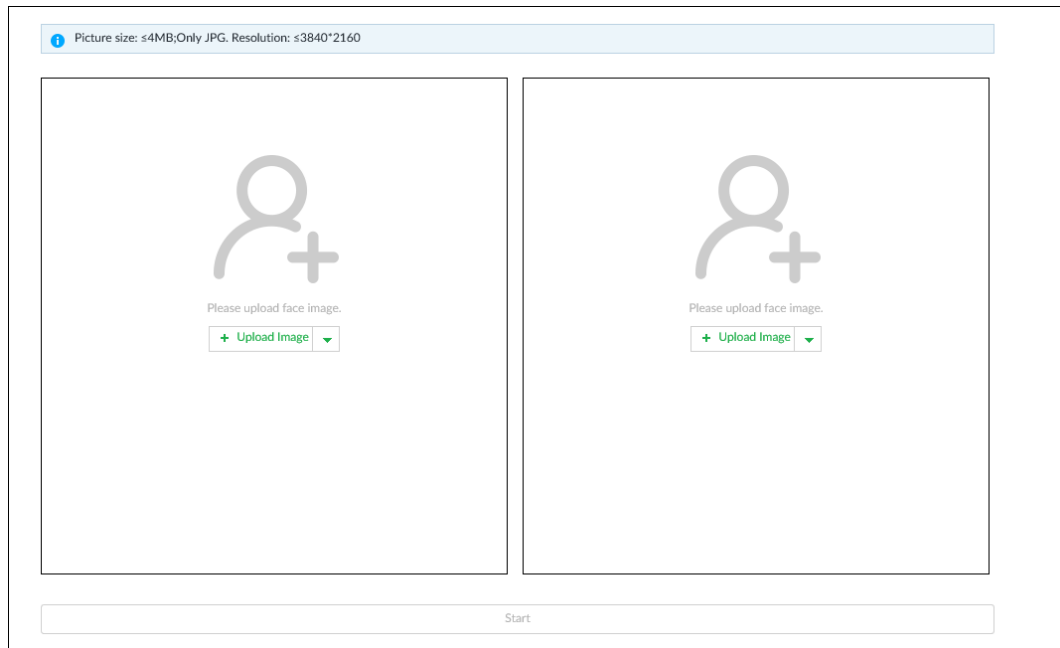 Picture size: ≤4MB;Only JPG. Resolution: ≤3840*2160
Please upload face image.
+ Upload Image
Please upload face image.
+ Upload Image
Start